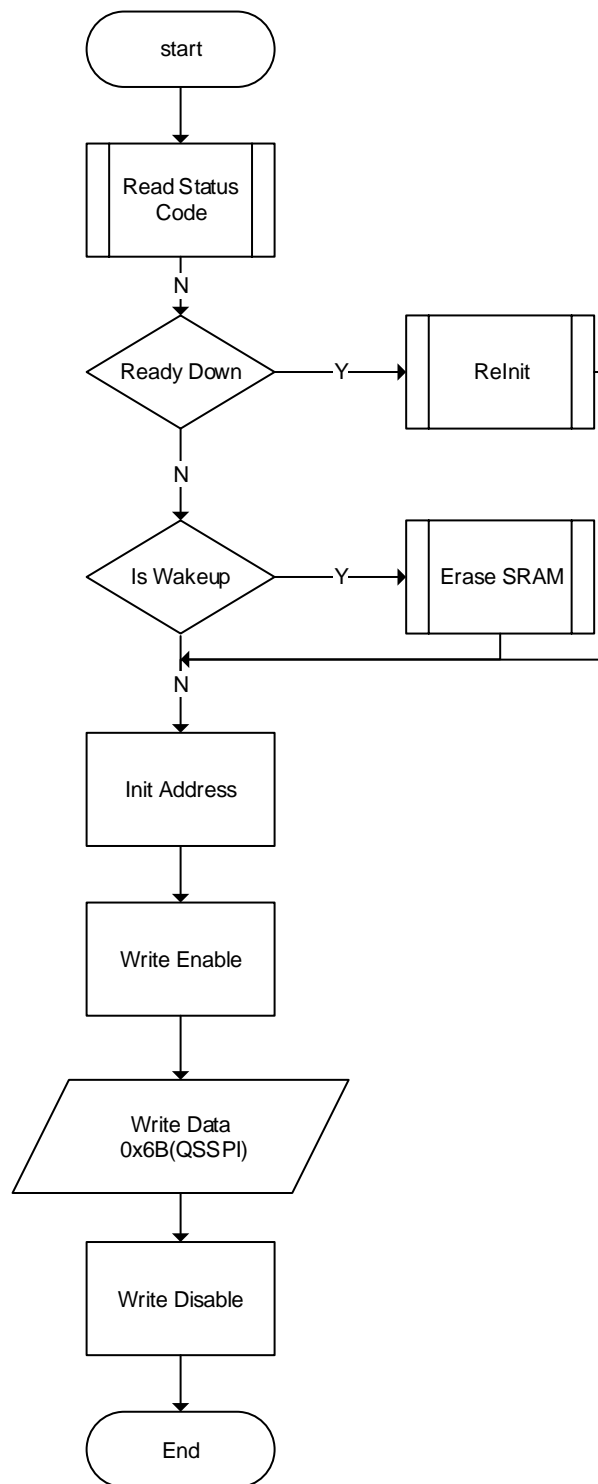 start
Read Status
Code
N
Ready Down
Y
ReInit
N
Is Wakeup
Y
Erase SRAM
N
Init Address
Write Enable
Write Data
0x6B(QSSPI)
Write Disable
End